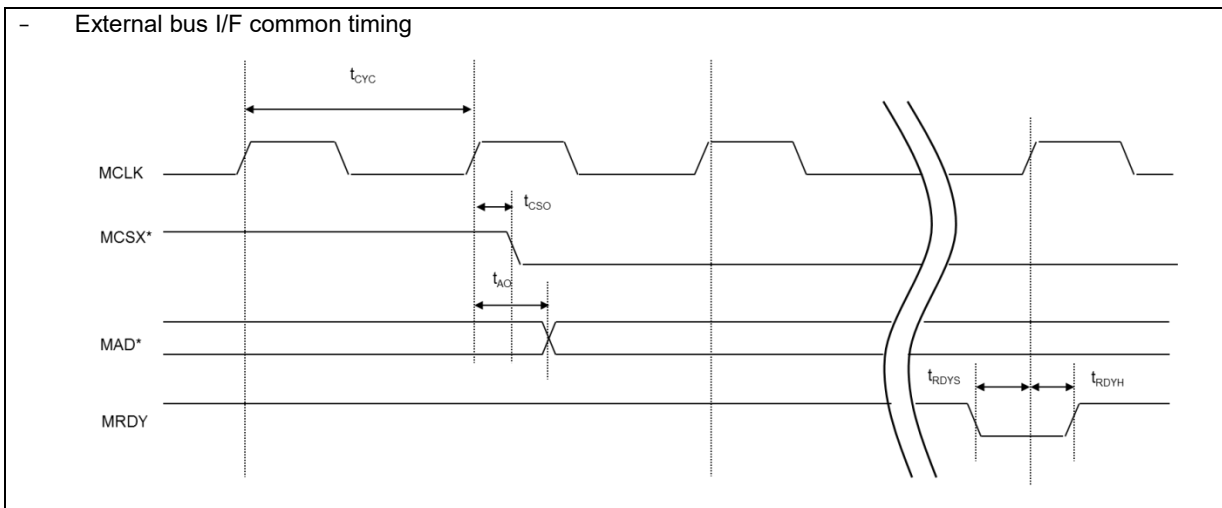 – External bus I/F common timing
tCYC
MCLK
tCSO
MCSX*
tAO
MAD*
tRDYS tRDYH
MRDY